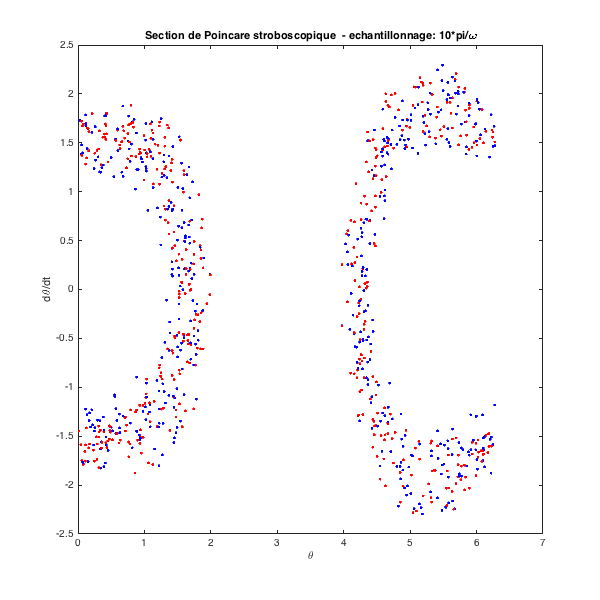 Section de Poincare stroboscopique - echantillonnage: 10*pi/ω
2.5
2
1.5
1
0.5
0
-0.5
-1
-1.5
-2
-2.5
dθ/dt
0 1 2 3 4 5 6 7
θ